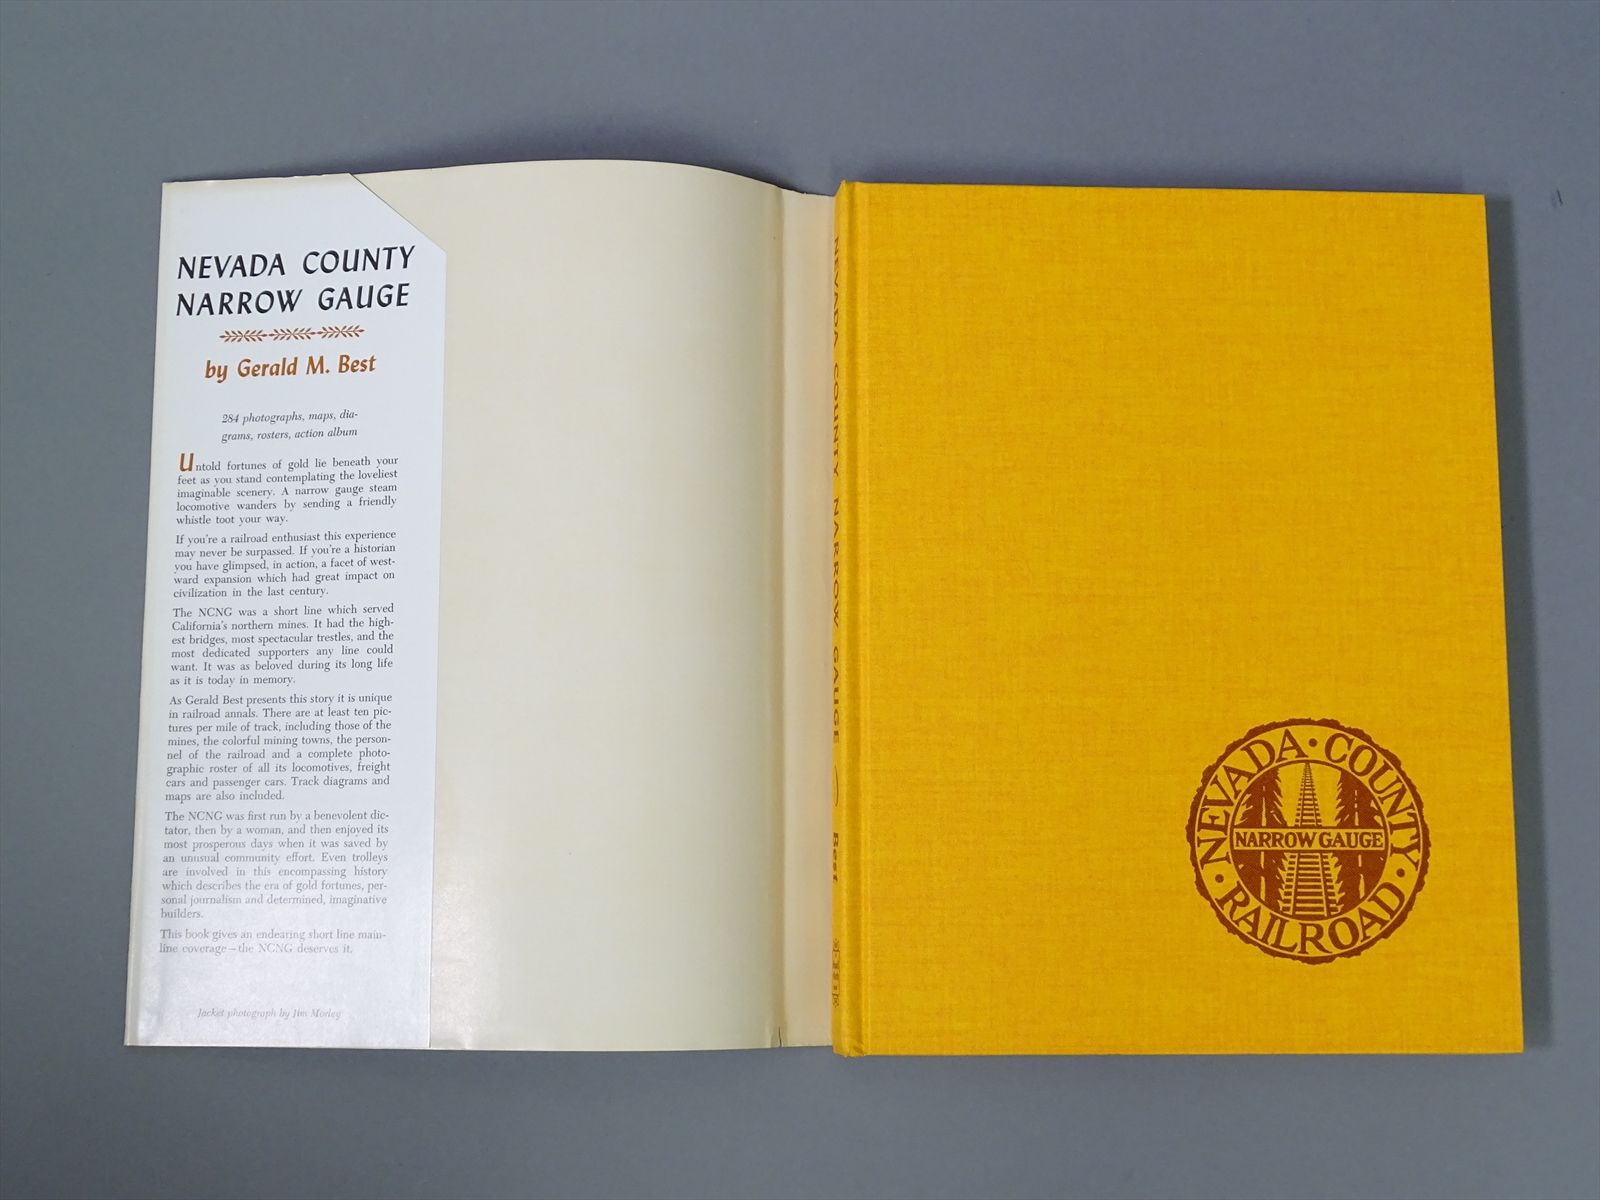 NEVADA COUNTY
NARROW GAUGE
by Gerald M. Best
284 photographs, maps, dia-
grams, rosters, action album
Untold fortunes of gold lie beneath your
feet as you stand contemplating the loveliest
imaginable scenery. A narrow gauge steam
locomotive wanders by sending a friendly
whistle toot your way.
If you're a railroad enthusiast this experience
may never be surpassed. If you're a historian
you have glimpsed, in action, a facet of west-
ward expansion which had great impact on
civilization in the last century.
The NCNG was a short line which served
California's northern mines. It had the high-
est bridges, most spectacular trestles, and the
most dedicated supporters any line could
want. It was as beloved during its long life
as it is today in memory.
As Gerald Best presents this story it is unique
in railroad annals. There are at least ten pic-
tures per mile of track, including those of the
mines, the colorful mining towns, the person-
nel of the railroad and a complete photo-
graphic roster of all its locomotives, freight
cars and passenger cars. Track diagrams and
maps are also included.
The NCNG was first run by a benevolent dic-
tator, then by a woman, and then enjoyed its
most prosperous days when it was saved by
an unusual community effort. Even trolleys
are involved in this encompassing history
which describes the era of gold fortunes, per-
sonal journalism and determined, imaginative
builders.
This book gives an endearing short line main-
line coverage – the NCNG deserves it.
Jacket photograph by Jim Morley
NEVADA COUNTY NARROW GAUGE Best
NEVADA • COUNTY
NARROW GAUGE
• RAILROAD •